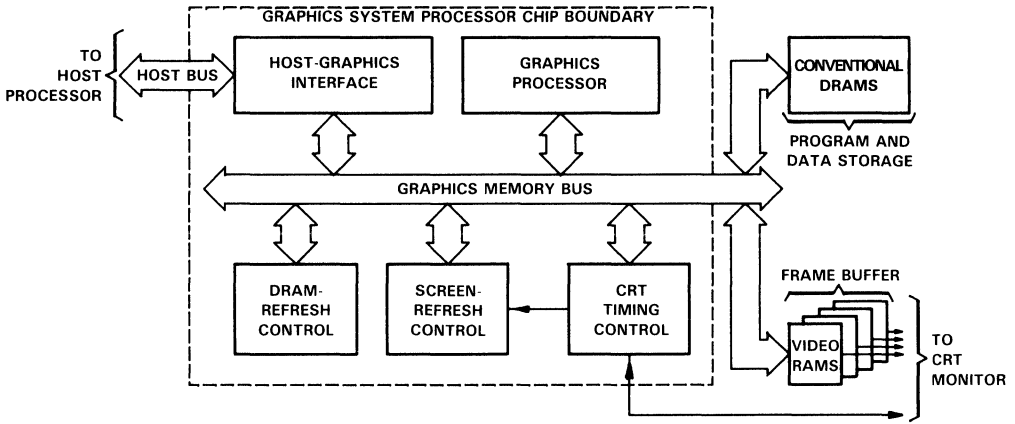 GRAPHICS SYSTEM PROCESSOR CHIP BOUNDARY
TO
HOST
PROCESSOR
HOST BUS
HOST-GRAPHICS
INTERFACE
GRAPHICS
PROCESSOR
CONVENTIONAL
DRAMS
PROGRAM AND
DATA STORAGE
GRAPHICS MEMORY BUS
DRAM-
REFRESH
CONTROL
SCREEN-
REFRESH
CONTROL
CRT
TIMING
CONTROL
FRAME BUFFER
VIDEO
RAMS
TO
CRT
MONITOR